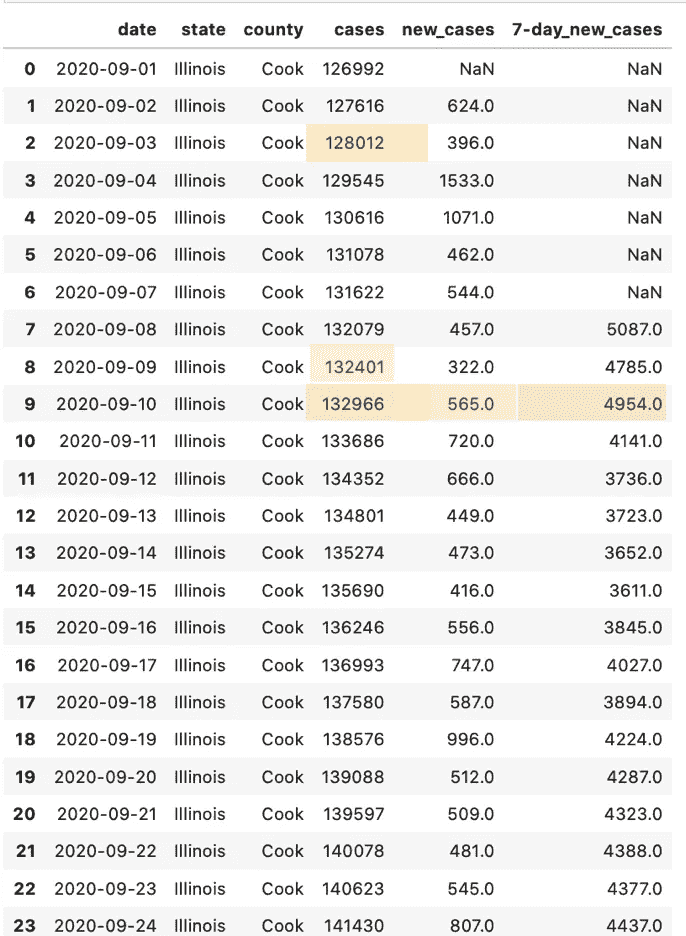 date state county cases new_cases 7-day_new_cases
0 2020-09-01 Illinois Cook 126992 NaN NaN
1 2020-09-02 Illinois Cook 127616 624.0 NaN
2 2020-09-03 Illinois Cook 128012 396.0 NaN
3 2020-09-04 Illinois Cook 129545 1533.0 NaN
4 2020-09-05 Illinois Cook 130616 1071.0 NaN
5 2020-09-06 Illinois Cook 131078 462.0 NaN
6 2020-09-07 Illinois Cook 131622 544.0 NaN
7 2020-09-08 Illinois Cook 132079 457.0 5087.0
8 2020-09-09 Illinois Cook 132401 322.0 4785.0
9 2020-09-10 Illinois Cook 132966 565.0 4954.0
10 2020-09-11 Illinois Cook 133686 720.0 4141.0
11 2020-09-12 Illinois Cook 134352 666.0 3736.0
12 2020-09-13 Illinois Cook 134801 449.0 3723.0
13 2020-09-14 Illinois Cook 135274 473.0 3652.0
14 2020-09-15 Illinois Cook 135690 416.0 3611.0
15 2020-09-16 Illinois Cook 136246 556.0 3845.0
16 2020-09-17 Illinois Cook 136993 747.0 4027.0
17 2020-09-18 Illinois Cook 137580 587.0 3894.0
18 2020-09-19 Illinois Cook 138576 996.0 4224.0
19 2020-09-20 Illinois Cook 139088 512.0 4287.0
20 2020-09-21 Illinois Cook 139597 509.0 4323.0
21 2020-09-22 Illinois Cook 140078 481.0 4388.0
22 2020-09-23 Illinois Cook 140623 545.0 4377.0
23 2020-09-24 Illinois Cook 141430 807.0 4437.0